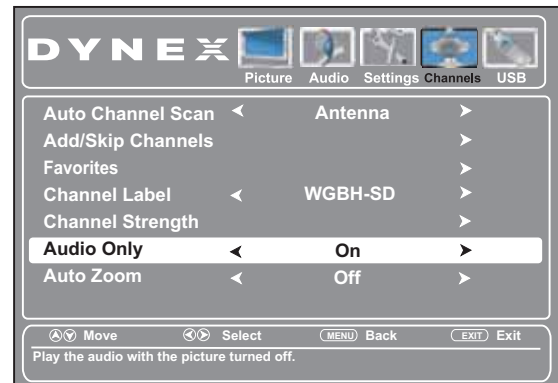 DYNEX
Picture Audio Settings Channels USB
Auto Channel Scan Antenna
Add/Skip Channels
Favorites
Channel Label WGBH-SD
Channel Strength
Audio Only On
Auto Zoom Off
Move Select MENU Back EXIT Exit
Play the audio with the picture turned off.